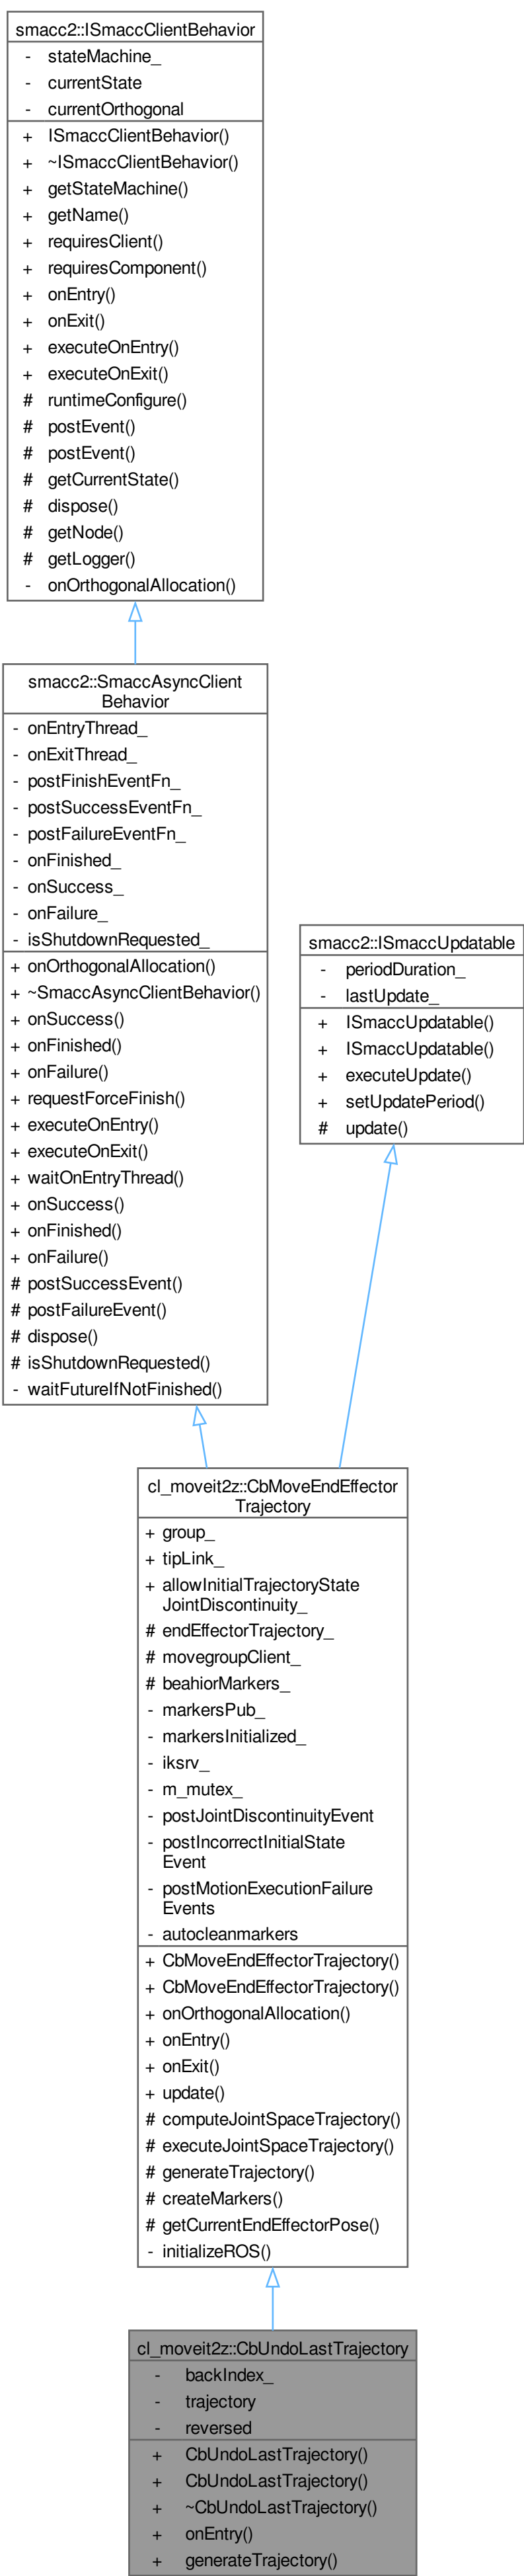 smacc2::ISmaccClientBehavior
- stateMachine_
- currentState
- currentOrthogonal
+ ISmaccClientBehavior()
+ ~ISmaccClientBehavior()
+ getStateMachine()
+ getName()
+ requiresClient()
+ requiresComponent()
+ onEntry()
+ onExit()
+ executeOnEntry()
+ executeOnExit()
# runtimeConfigure()
# postEvent()
# postEvent()
# getCurrentState()
# dispose()
# getNode()
# getLogger()
- onOrthogonalAllocation()
smacc2::SmaccAsyncClient
Behavior
- onEntryThread_
- onExitThread_
- postFinishEventFn_
- postSuccessEventFn_
- postFailureEventFn_
- onFinished_
- onSuccess_
- onFailure_
- isShutdownRequested_
+ onOrthogonalAllocation()
+ ~SmaccAsyncClientBehavior()
+ onSuccess()
+ onFinished()
+ onFailure()
+ requestForceFinish()
+ executeOnEntry()
+ executeOnExit()
+ waitOnEntryThread()
+ onSuccess()
+ onFinished()
+ onFailure()
# postSuccessEvent()
# postFailureEvent()
# dispose()
# isShutdownRequested()
- waitFutureIfNotFinished()
smacc2::ISmaccUpdatable
- periodDuration_
- lastUpdate_
+ ISmaccUpdatable()
+ ISmaccUpdatable()
+ executeUpdate()
+ setUpdatePeriod()
# update()
cl_moveit2z::CbMoveEndEffector
Trajectory
+ group_
+ tipLink_
+ allowInitialTrajectoryState
JointDiscontinuity_
# endEffectorTrajectory_
# movegroupClient_
# beahiorMarkers_
- markersPub_
- markersInitialized_
- iksrv_
- m_mutex_
- postJointDiscontinuityEvent
- postIncorrectInitialState
Event
- postMotionExecutionFailure
Events
- autocleanmarkers
+ CbMoveEndEffectorTrajectory()
+ CbMoveEndEffectorTrajectory()
+ onOrthogonalAllocation()
+ onEntry()
+ onExit()
+ update()
# computeJointSpaceTrajectory()
# executeJointSpaceTrajectory()
# generateTrajectory()
# createMarkers()
# getCurrentEndEffectorPose()
- initializeROS()
cl_moveit2z::CbUndoLastTrajectory
- backIndex_
- trajectory
- reversed
+ CbUndoLastTrajectory()
+ CbUndoLastTrajectory()
+ ~CbUndoLastTrajectory()
+ onEntry()
+ generateTrajectory()